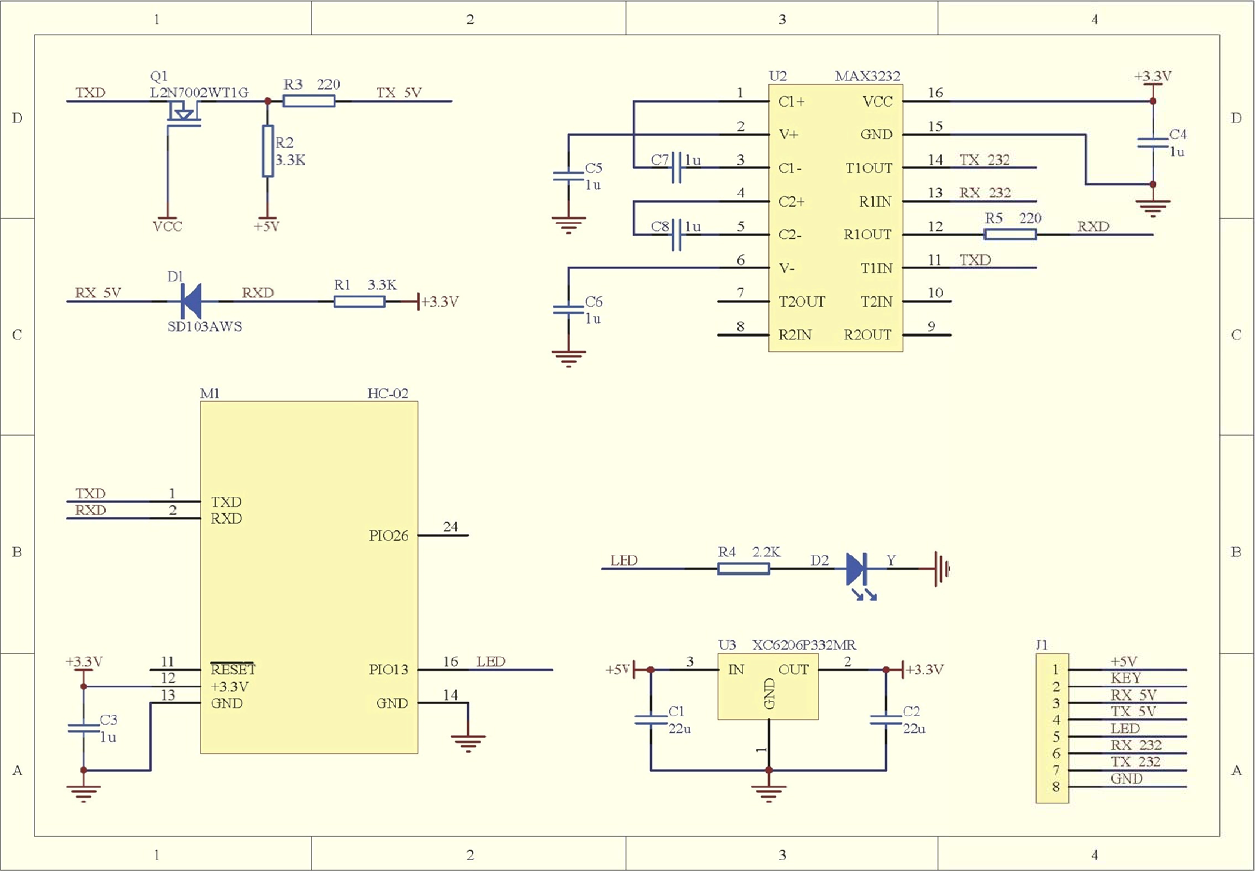 1 2 3 4
D
Q1
L2N7002WT1G
TXD
R3 220
TX_5V
R2
3.3K
VCC
+5V
U2 MAX3232
1 C1+ VCC 16
2 V+ GND 15
3 C1- T1OUT 14 TX_232
4 C2+ R1IN 13 RX_232
5 C2- R1OUT 12
6 V- T1IN 11 TXD
7 T2OUT T2IN 10
8 R2IN R2OUT 9
C5
1u
C7 1u
C8 1u
C6
1u
R5 220
RXD
+3.3V
C4
1u
D
C
RX_5V
D1
SD103AWS
RXD
R1 3.3K
+3.3V
C
B
M1 HC-02
TXD 1 TXD
RXD 2 RXD
PIO26 24
11 RESET
12 +3.3V
13 GND
PIO13 16 LED
GND 14
+3.3V
C3
1u
LED
R4 2.2K
D2
Y
B
A
U3 XC6206P332MR
+5V 3 IN OUT 2 +3.3V
GND
1
C1
22u
C2
22u
J1
1 +5V
2 KEY
3 RX_5V
4 TX_5V
5 LED
6 RX_232
7 TX_232
8 GND
A
1 2 3 4